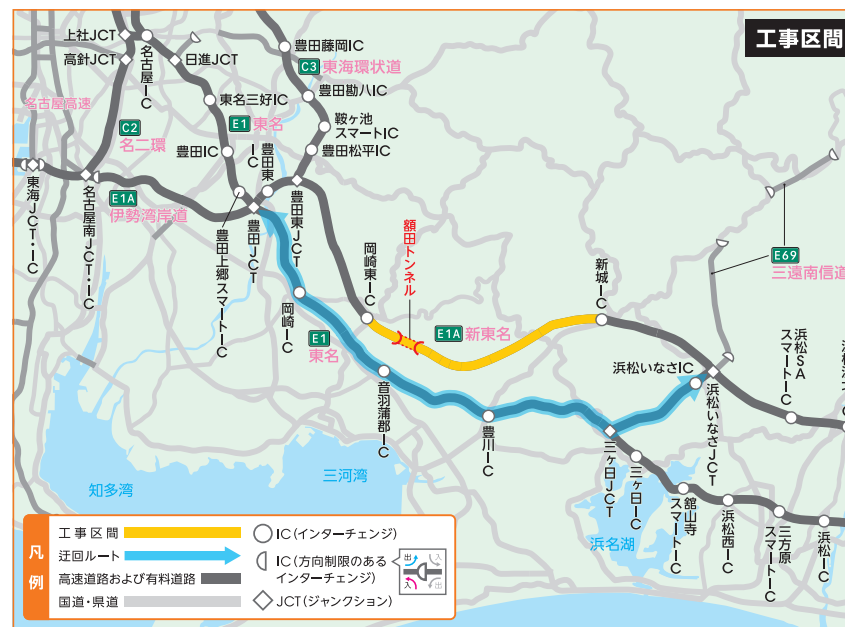 工事区間
上社JCT
高針JCT
名古屋IC
日進JCT
豊田藤岡IC
C3 東海環状道
豊田勘八IC
名古屋高速
東名三好IC
鞍ヶ池
スマートIC
C2
名二環
E1 東名
豊田IC
豊田松平IC
豊田東IC
東海JCT・IC
名古屋南JCT・IC
E1A
伊勢湾岸道
豊田上郷スマートIC
豊田JCT
豊田東JCT
額田トンネル
E69
三遠南信道
岡崎IC
岡崎東IC
新城IC
E1
東名
E1A 新東名
浜松いなさIC
浜松いなさJCT
浜松SA
スマートIC
音羽蒲郡IC
豊川IC
三ヶ日JCT
三ヶ日IC
舘山寺
スマートIC
浜松西IC
三方原
スマートIC
浜松IC
知多湾
三河湾
浜名湖
凡例
工事区間
迂回ルート
高速道路および有料道路
国道・県道
IC(インターチェンジ)
IC(方向制限のある
インターチェンジ)
出
入
入
出
JCT(ジャンクション)